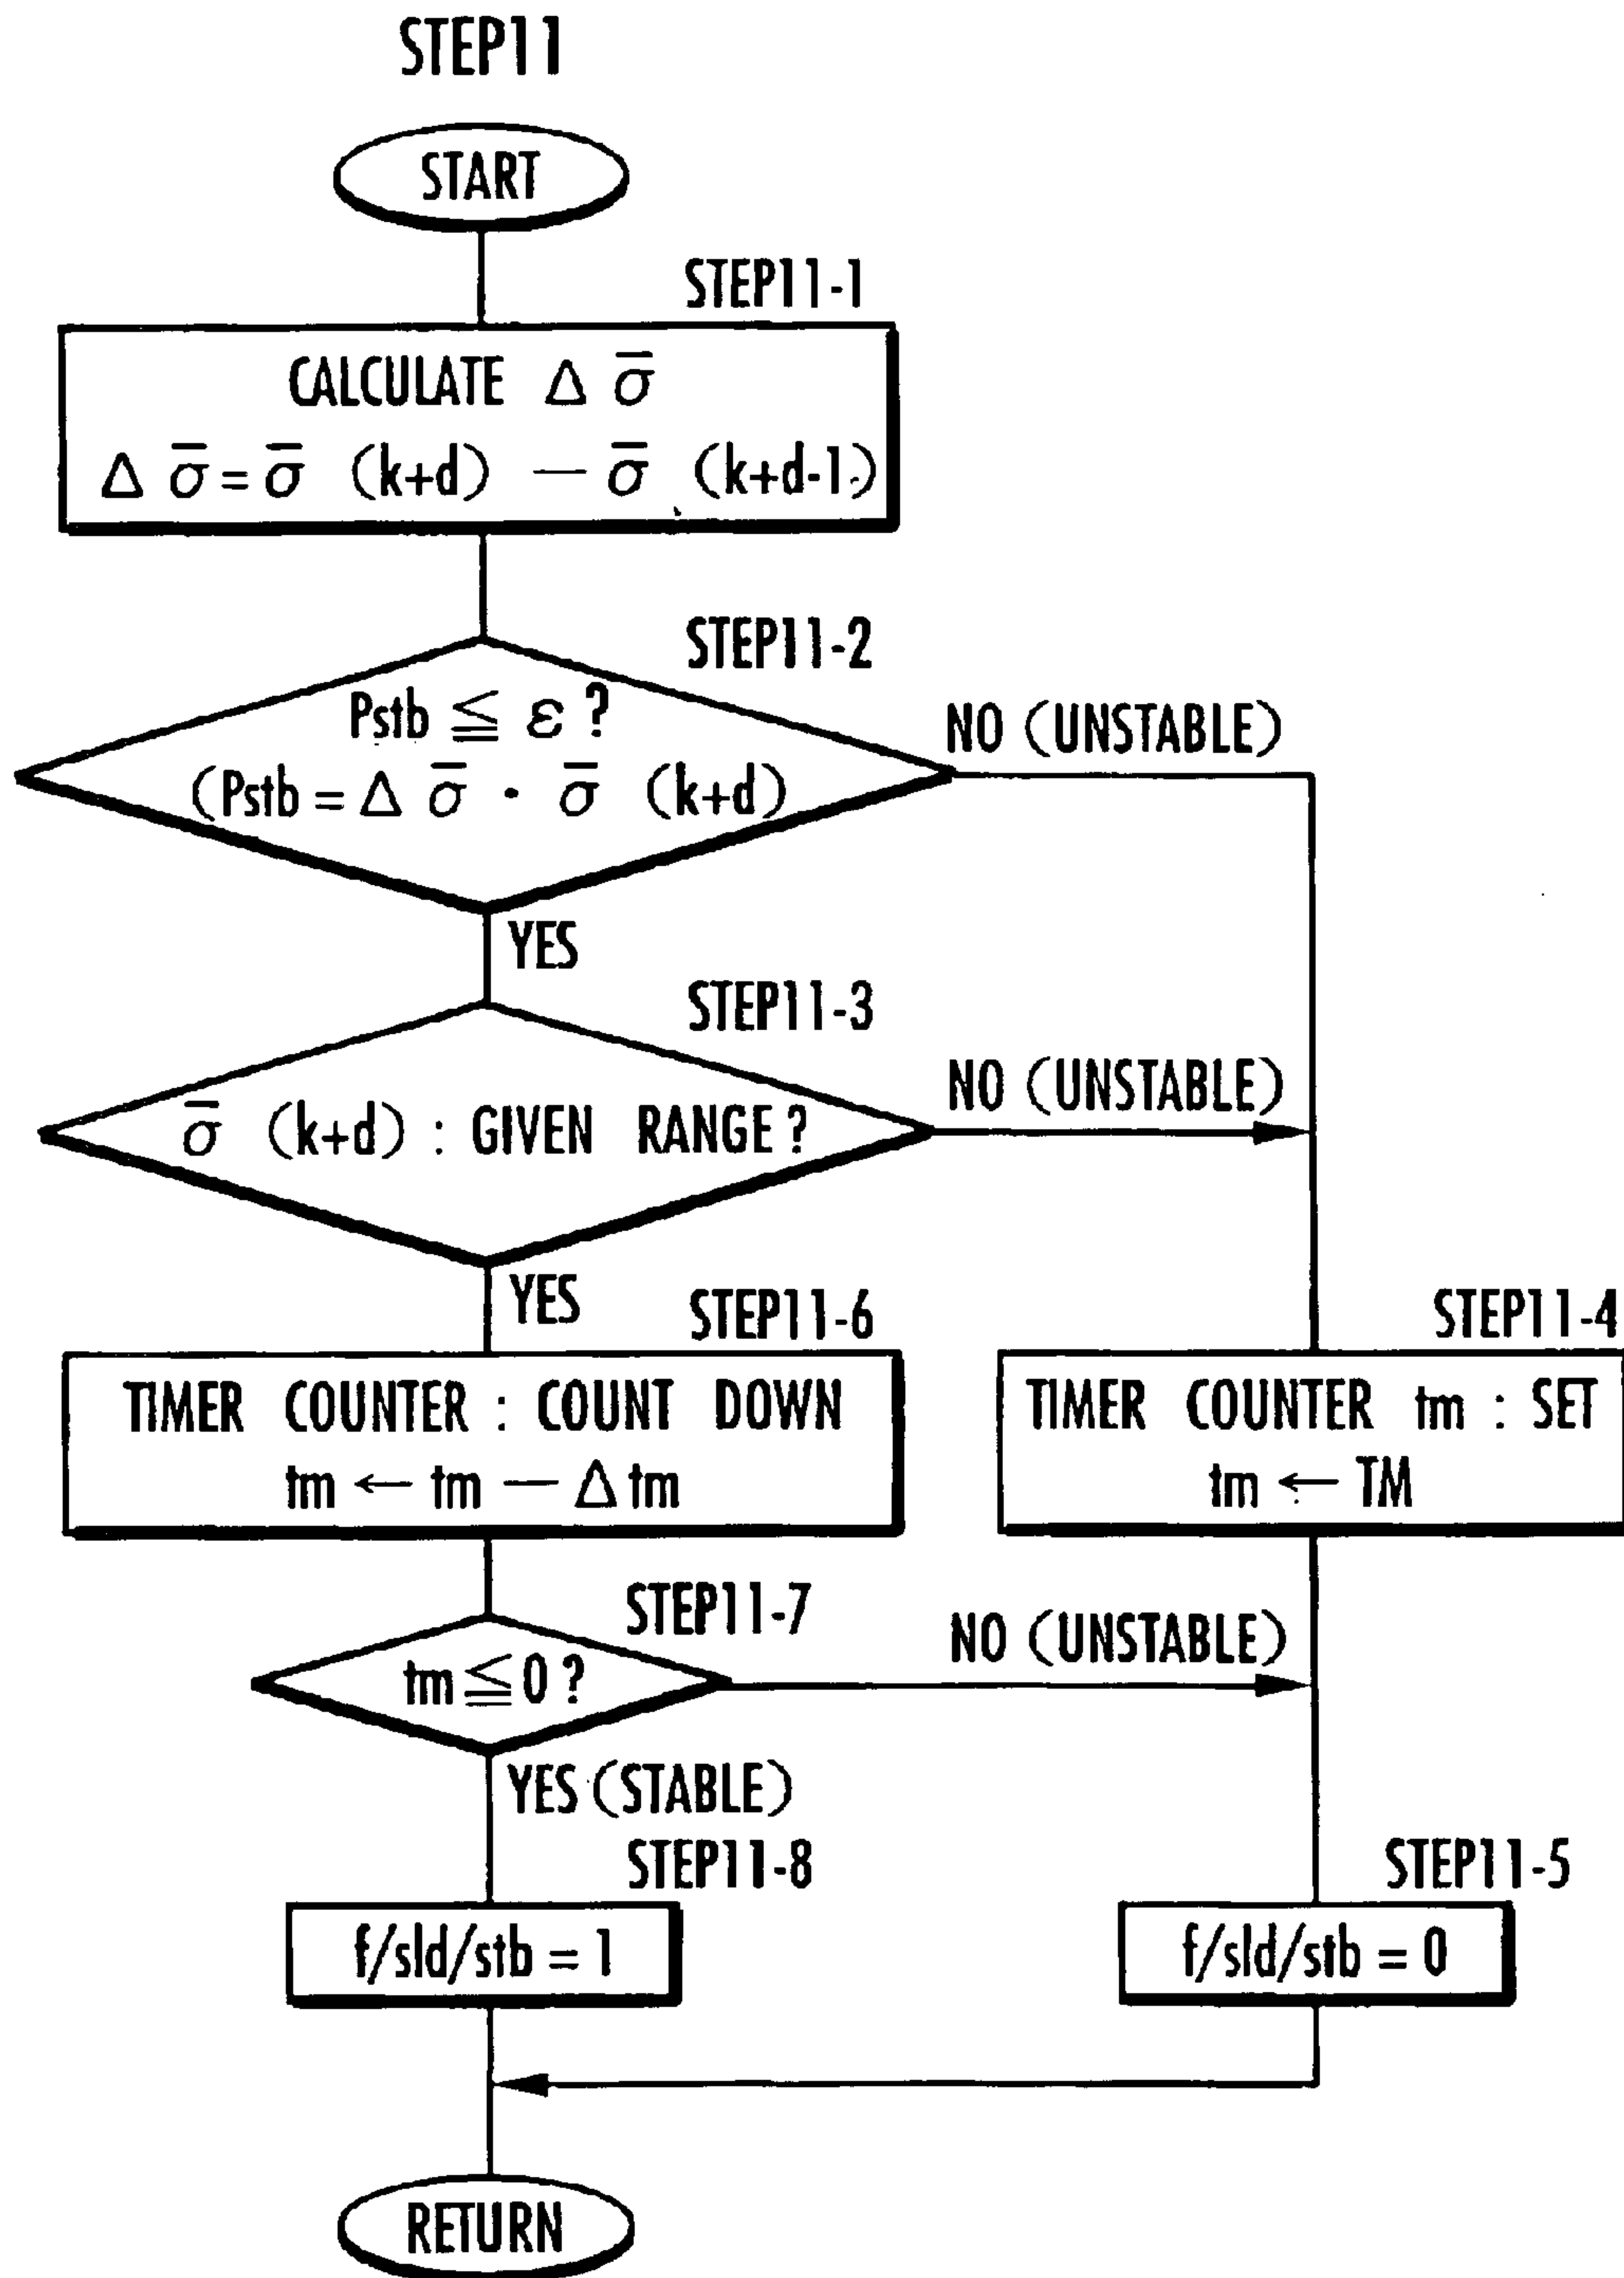 STEP11
START
STEP11-1
CALCULATE Δ σ̅
Δ σ̅ = σ̅ (k+d) — σ̅ (k+d-1)
STEP11-2
Pstb ≦ ε ?
(Pstb = Δ σ̅ · σ̅ (k+d)
NO (UNSTABLE)
YES
STEP11-3
σ̅ (k+d) : GIVEN RANGE ?
NO (UNSTABLE)
YES
STEP11-6
TIMER COUNTER : COUNT DOWN
tm ← tm — Δ tm
STEP11-4
TIMER COUNTER tm : SET
tm ← TM
STEP11-7
tm ≦ 0 ?
NO (UNSTABLE)
YES (STABLE)
STEP11-8
f/sld/stb = 1
STEP11-5
f/sld/stb = 0
RETURN